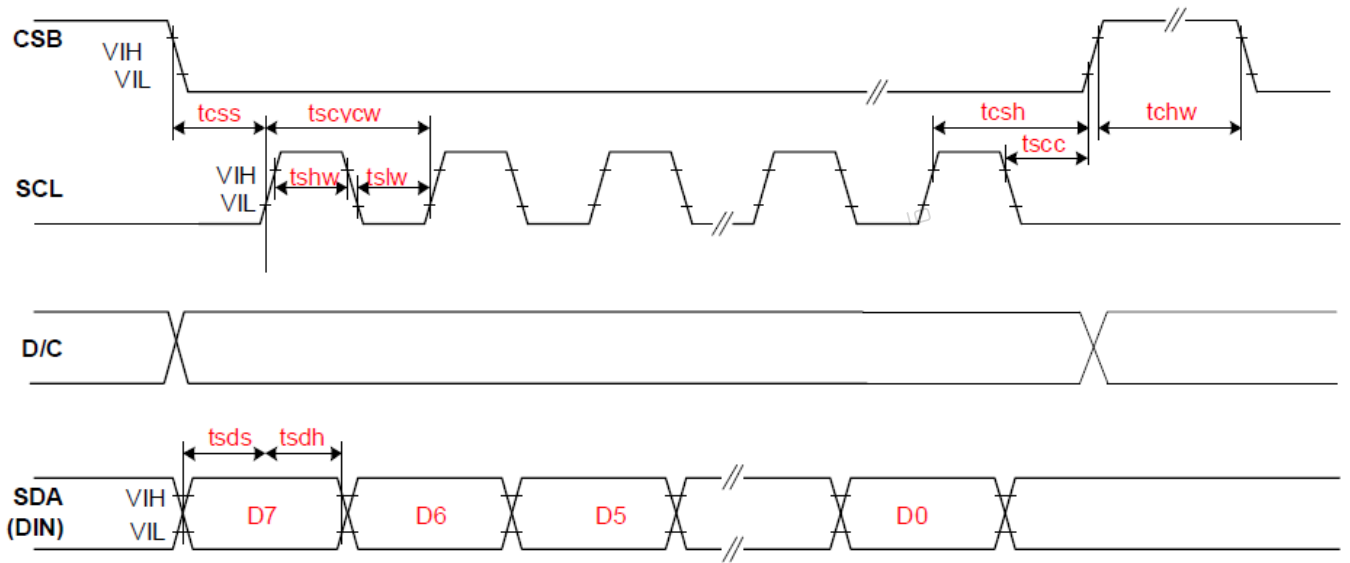 CSB
VIH
VIL
tcss
tscycw
tcsh
tchw
tscc
SCL
VIH
VIL
tshw
tslw
D/C
tsds
tsdh
SDA
(DIN)
VIH
VIL
D7
D6
D5
D0